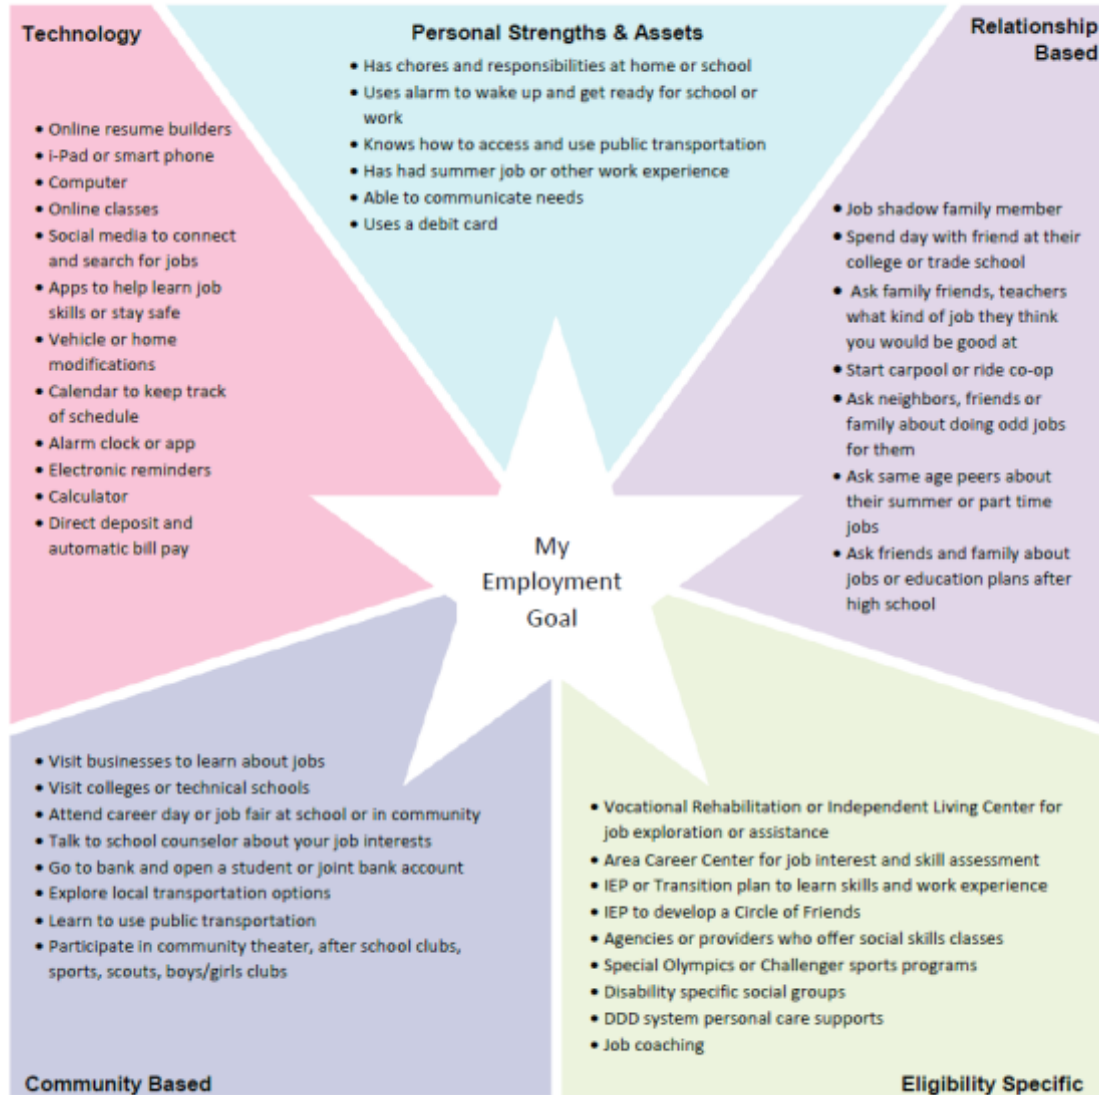 Technology
• Online resume builders
• i-Pad or smart phone
• Computer
• Online classes
• Social media to connect
and search for jobs
• Apps to help learn job
skills or stay safe
• Vehicle or home
modifications
• Calendar to keep track
of schedule
• Alarm clock or app
• Electronic reminders
• Calculator
• Direct deposit and
automatic bill pay
Personal Strengths & Assets
• Has chores and responsibilities at home or school
• Uses alarm to wake up and get ready for school or
work
• Knows how to access and use public transportation
• Has had summer job or other work experience
• Able to communicate needs
• Uses a debit card
Relationship
Based
• Job shadow family member
• Spend day with friend at their
college or trade school
• Ask family friends, teachers
what kind of job they think
you would be good at
• Start carpool or ride co-op
• Ask neighbors, friends or
family about doing odd jobs
for them
• Ask same age peers about
their summer or part time
jobs
• Ask friends and family about
jobs or education plans after
high school
My
Employment
Goal
• Visit businesses to learn about jobs
• Visit colleges or technical schools
• Attend career day or job fair at school or in community
• Talk to school counselor about your job interests
• Go to bank and open a student or joint bank account
• Explore local transportation options
• Learn to use public transportation
• Participate in community theater, after school clubs,
sports, scouts, boys/girls clubs
Community Based
• Vocational Rehabilitation or Independent Living Center for
job exploration or assistance
• Area Career Center for job interest and skill assessment
• IEP or Transition plan to learn skills and work experience
• IEP to develop a Circle of Friends
• Agencies or providers who offer social skills classes
• Special Olympics or Challenger sports programs
• Disability specific social groups
• DDD system personal care supports
• Job coaching
Eligibility Specific